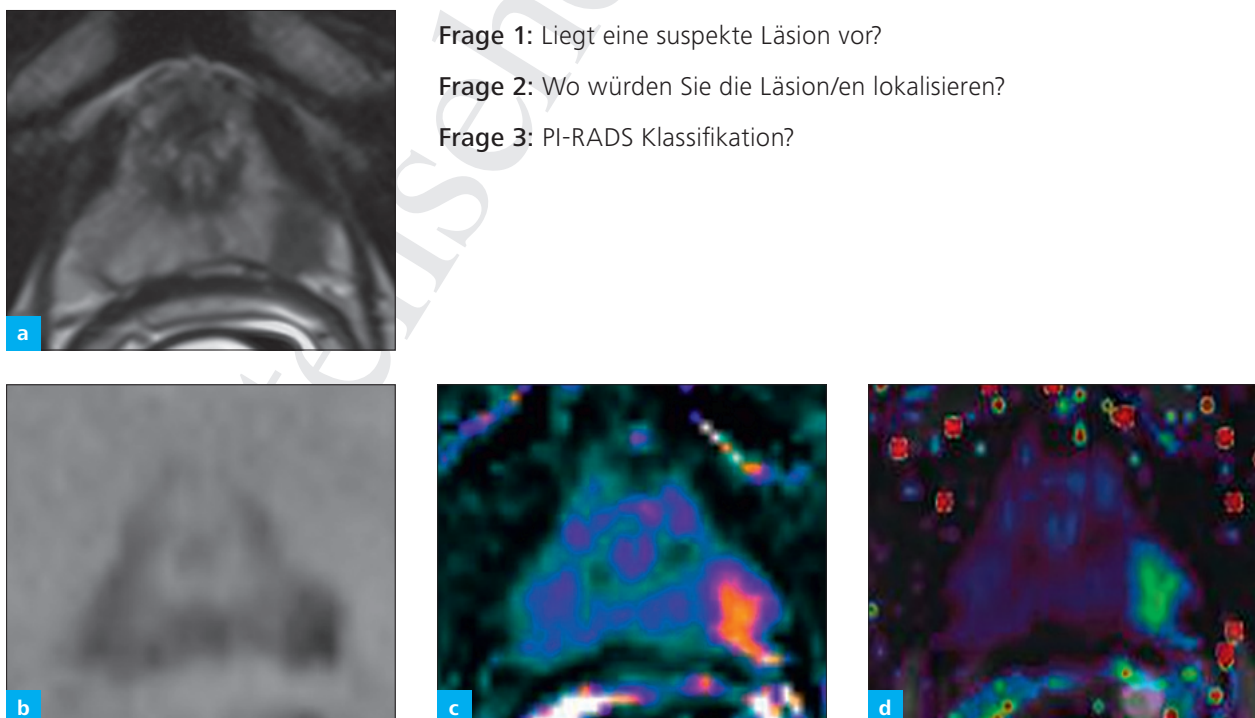 Frage 1: Liegt eine suspekte Läsion vor?
Frage 2: Wo würden Sie die Läsion/en lokalisieren?
Frage 3: PI-RADS Klassifikation?
a
b
c
d